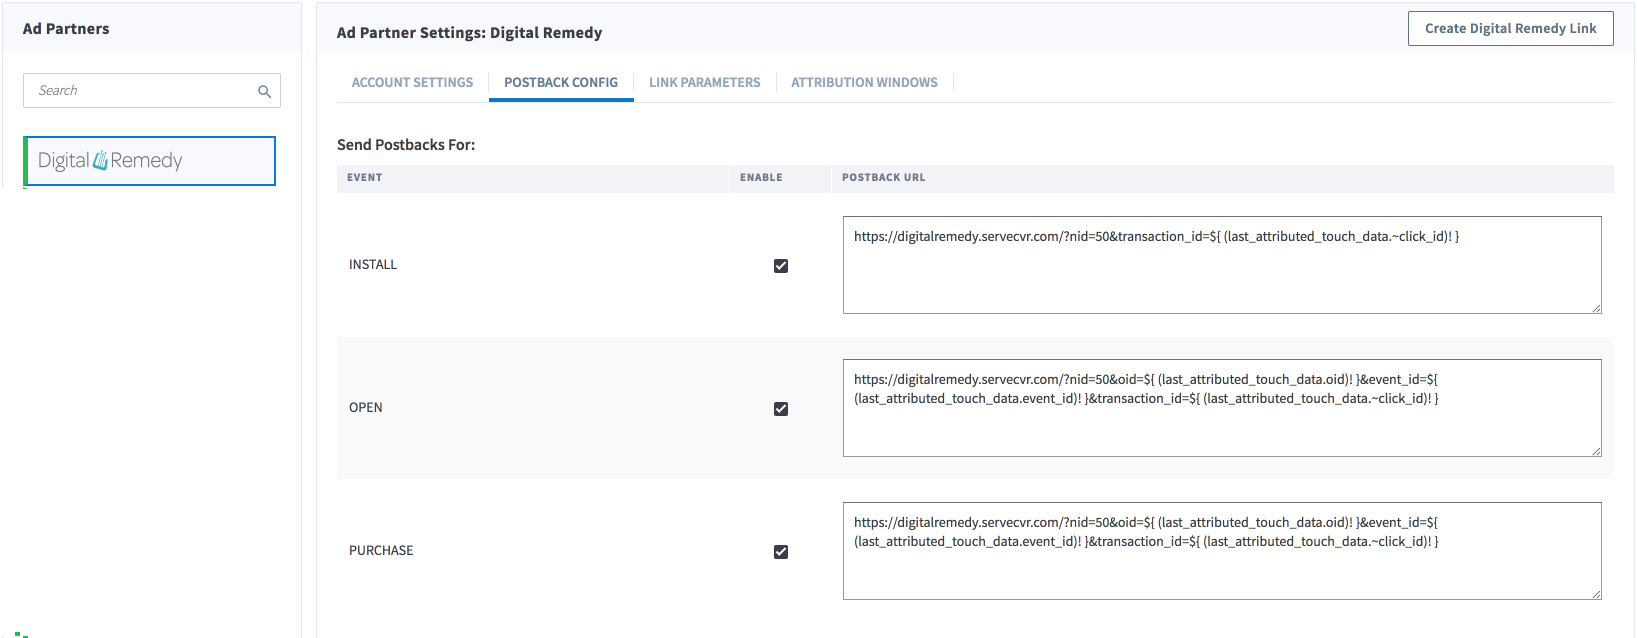 Ad Partners
Search
Digital Remedy
Ad Partner Settings: Digital Remedy
Create Digital Remedy Link
ACCOUNT SETTINGS
POSTBACK CONFIG
LINK PARAMETERS
ATTRIBUTION WINDOWS
Send Postbacks For:
EVENT
ENABLE
POSTBACK URL
INSTALL
https://digitalremedy.servecvr.com/?nid=50&transaction_id=${ (last_attributed_touch_data.~click_id)! }
OPEN
https://digitalremedy.servecvr.com/?nid=50&oid=${ (last_attributed_touch_data.oid)! }&event_id=${
(last_attributed_touch_data.event_id)! }&transaction_id=${ (last_attributed_touch_data.~click_id)! }
PURCHASE
https://digitalremedy.servecvr.com/?nid=50&oid=${ (last_attributed_touch_data.oid)! }&event_id=${
(last_attributed_touch_data.event_id)! }&transaction_id=${ (last_attributed_touch_data.~click_id)! }